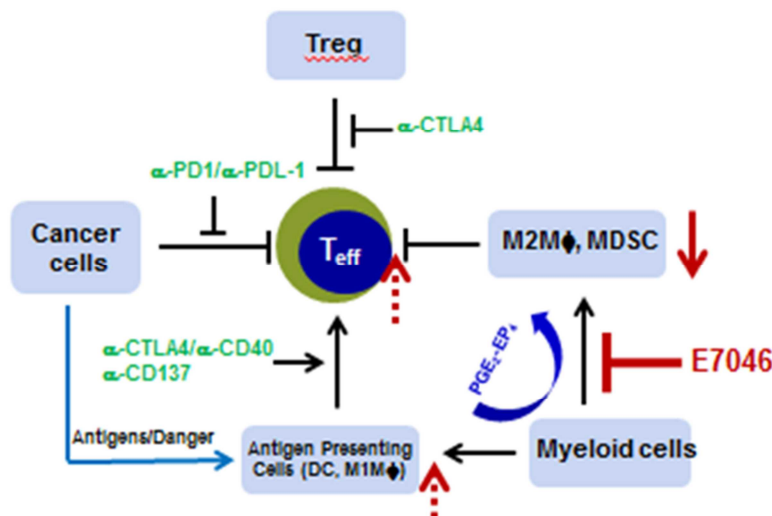 Treg
α-CTLA4
α-PD1/α-PDL-1
Cancer
cells
Teff
M2Mϕ, MDSC
α-CTLA4/α-CD40
α-CD137
PGE₂-EP₄
E7046
Antigens/Danger
Antigen Presenting
Cells (DC, M1Mϕ)
Myeloid cells